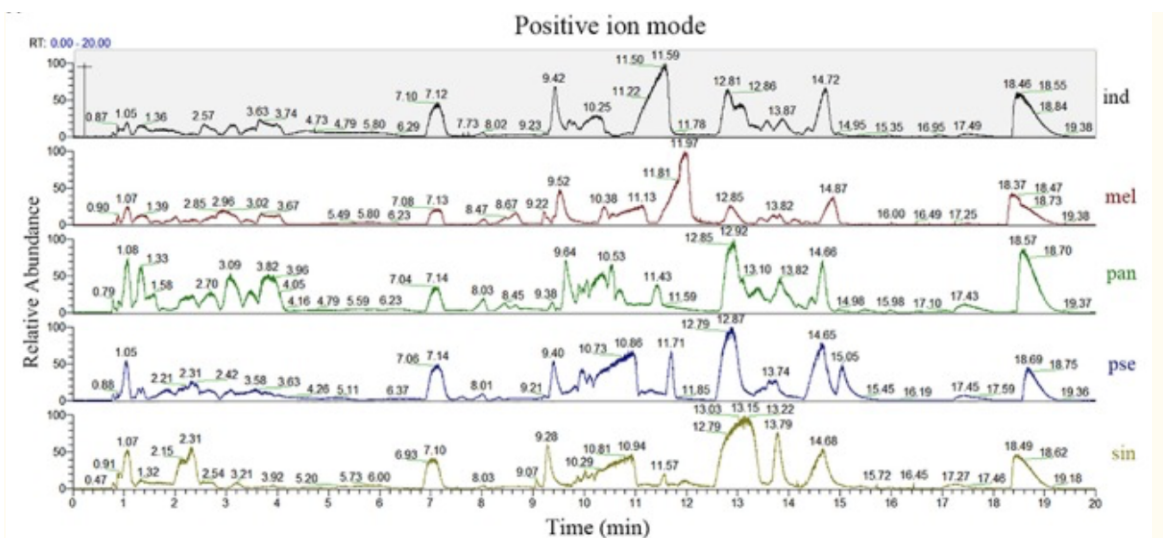 Positive ion mode
RT: 0.00 - 20.00
Relative Abundance
100 50 0
0.87 1.05 1.36 2.57 3.63 3.74 4.73 4.79 5.80 6.29 7.10 7.12 7.73 8.02 9.23 9.42 10.25 11.22 11.50 11.59 11.78 12.81 12.86 13.87 14.72 14.95 15.35 16.95 17.49 18.46 18.55 18.84 19.38
ind
100 50 0
0.90 1.07 1.39 2.85 2.96 3.02 3.67 5.49 5.80 6.23 7.08 7.13 8.47 8.67 9.22 9.52 10.38 11.13 11.81 11.97 12.85 13.82 14.87 16.00 16.49 17.25 18.37 18.47 18.73 19.38
mel
100 50 0
0.79 1.08 1.33 1.58 2.70 3.09 3.82 3.96 4.05 4.16 4.79 5.59 6.23 7.04 7.14 8.03 8.45 9.38 9.64 10.53 11.43 11.59 12.85 12.92 13.10 13.82 14.66 14.98 15.98 17.10 17.43 18.57 18.70 19.37
pan
100 50 0
0.88 1.05 2.21 2.31 2.42 3.58 3.63 4.26 5.11 6.37 7.06 7.14 8.01 9.21 9.40 10.73 10.86 11.71 11.85 12.79 12.87 13.74 14.65 15.05 15.45 16.19 17.45 17.59 18.69 18.75 19.36
pse
100 50 0
0.47 0.91 1.07 1.32 2.15 2.31 2.54 3.21 3.92 5.20 5.73 6.00 6.93 7.10 8.03 9.07 9.28 10.29 10.81 10.94 11.57 12.79 13.03 13.15 13.22 13.79 14.68 15.72 16.45 17.27 17.46 18.49 18.62 19.18
sin
0 1 2 3 4 5 6 7 8 9 10 11 12 13 14 15 16 17 18 19 20
Time (min)